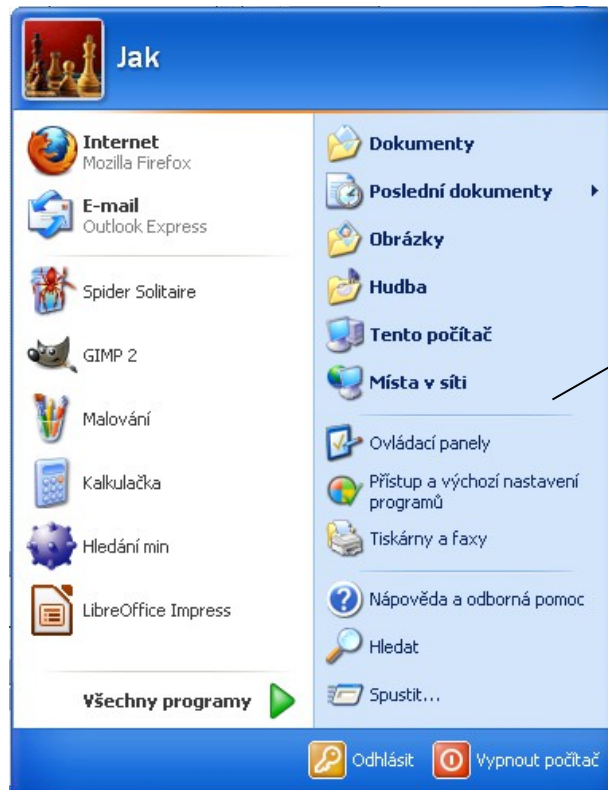 Jak
Internet
Mozilla Firefox
E-mail
Outlook Express
Spider Solitaire
GIMP 2
Malování
Kalkulačka
Hledání min
LibreOffice Impress
Všechny programy
Dokumenty
Poslední dokumenty
Obrázky
Hudba
Tento počítač
Místa v síti
Ovládací panely
Přístup a výchozí nastavení
programů
Tiskárny a faxy
Nápověda a odborná pomoc
Hledat
Spustit...
Odhlásit
Vypnout počítač